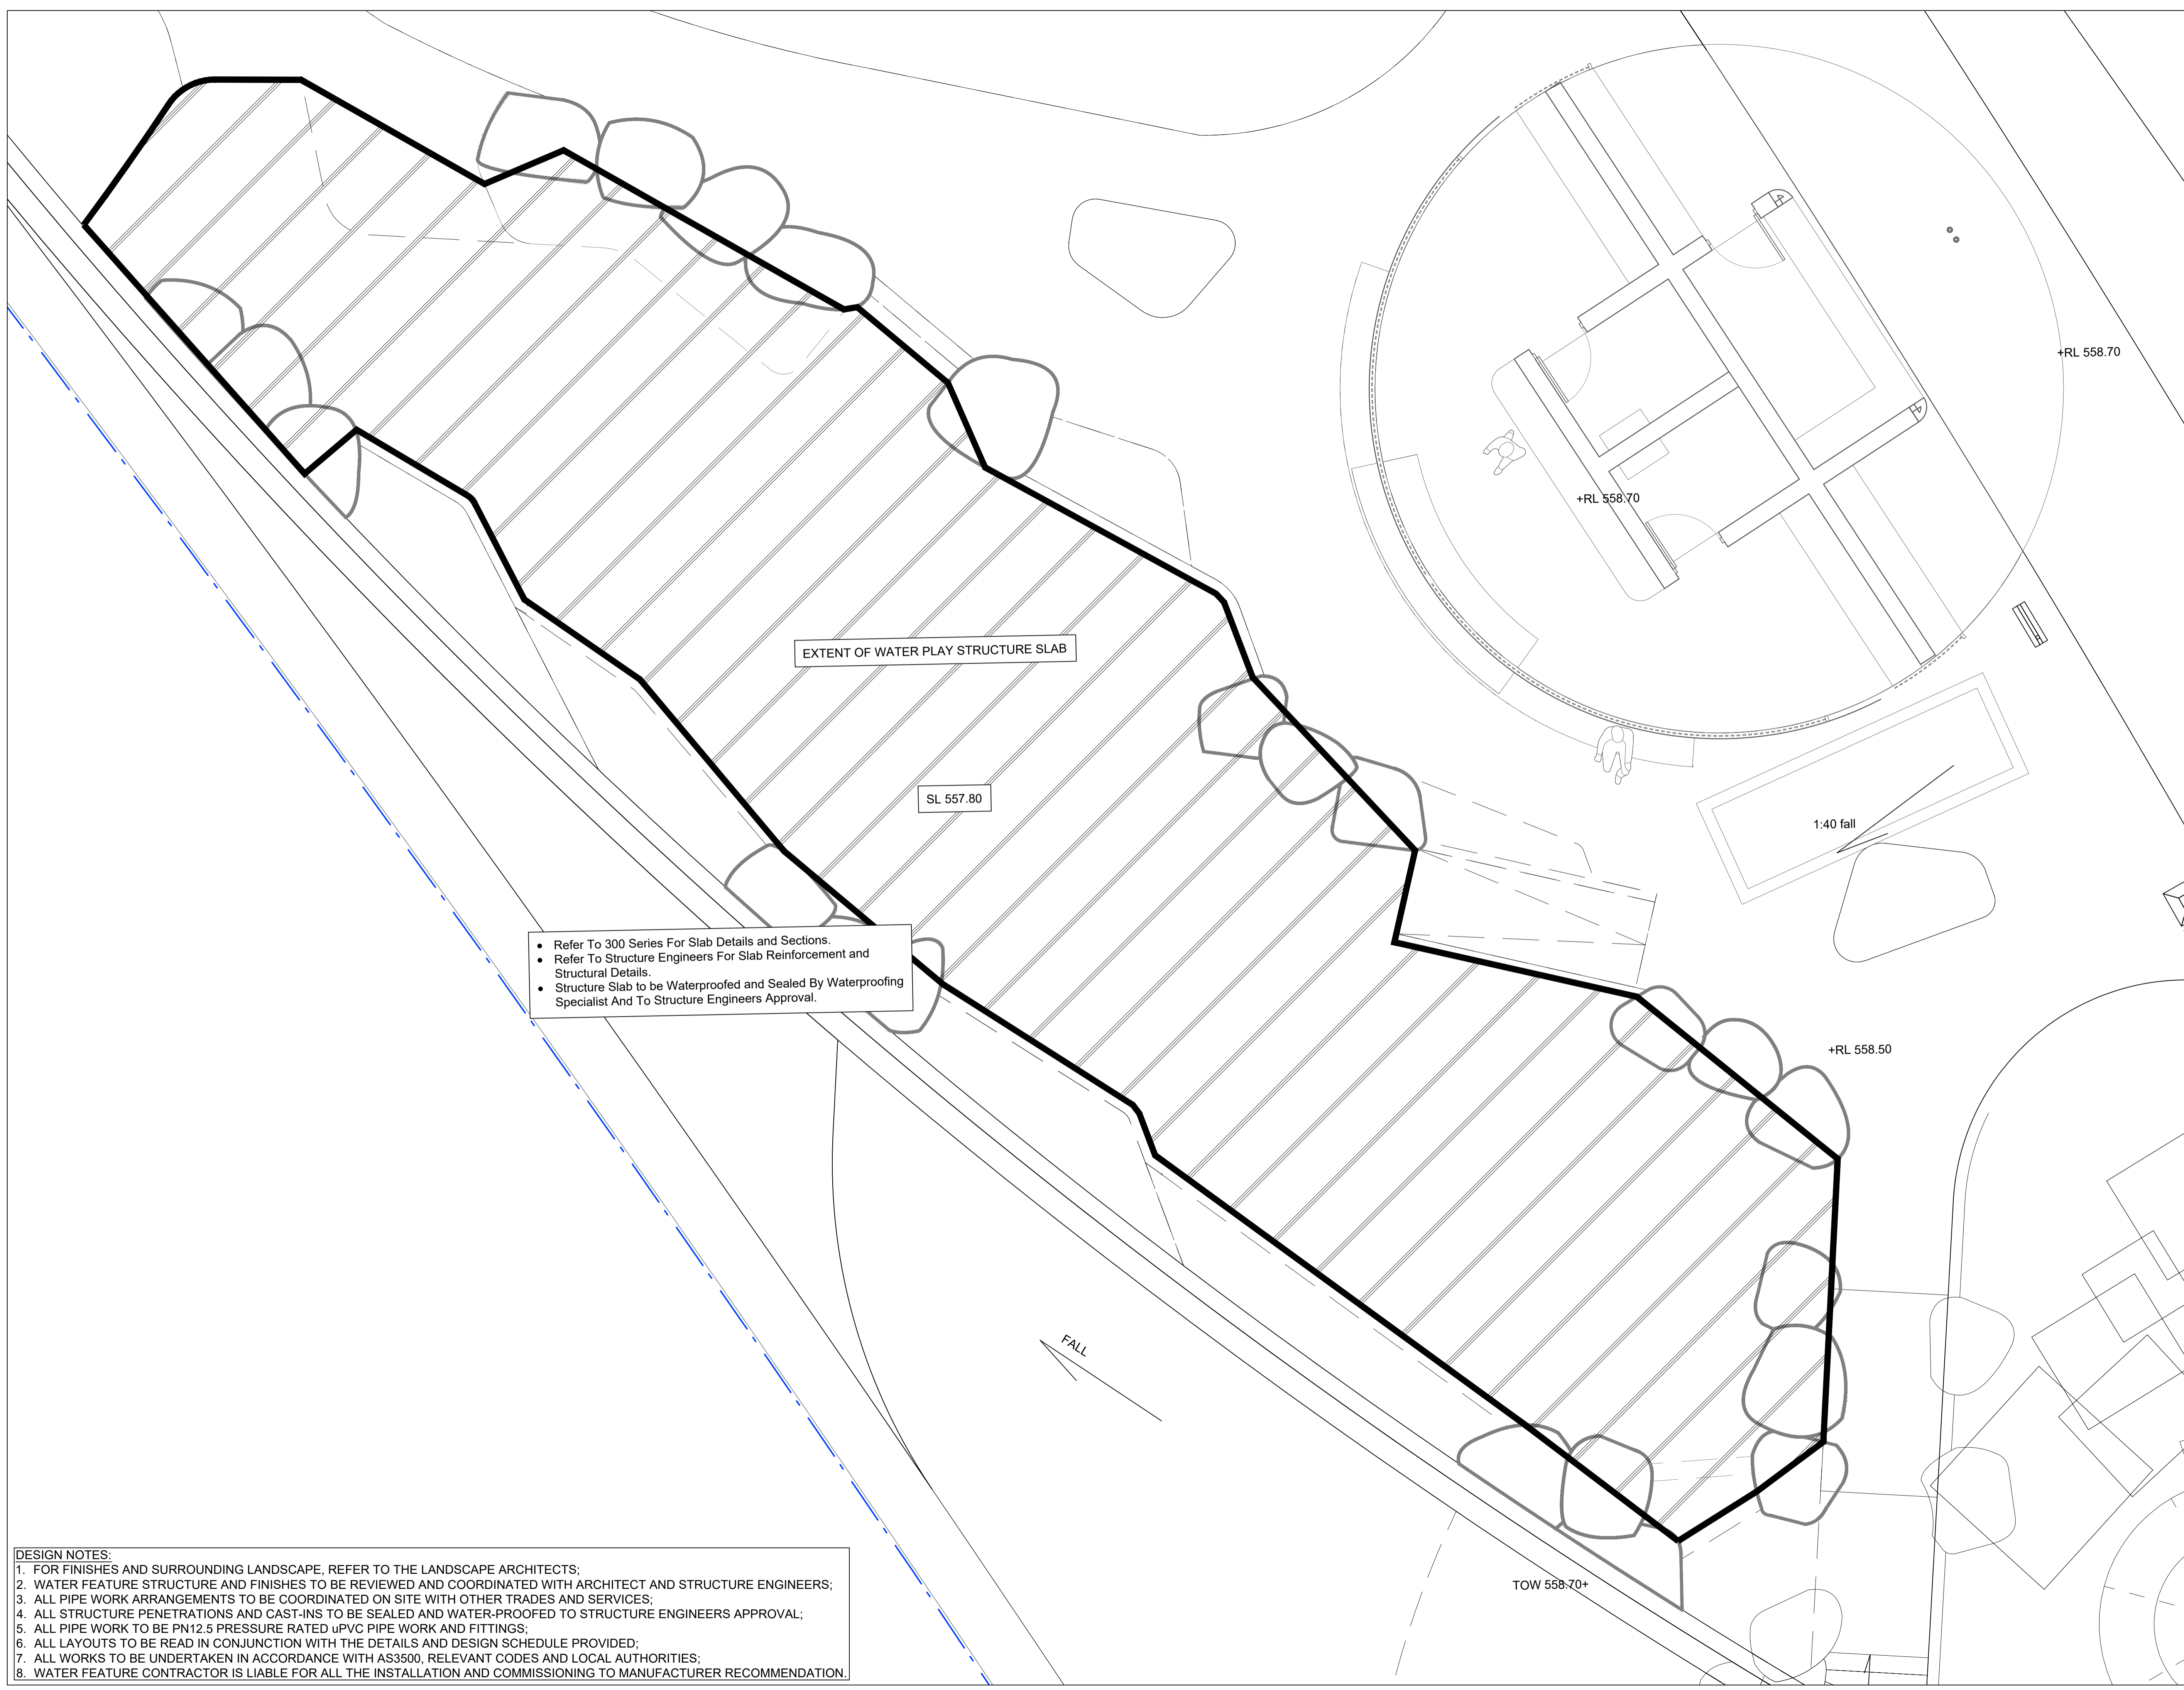 +RL 558.70
+RL 558.70
EXTENT OF WATER PLAY STRUCTURE SLAB
SL 557.80
1:40 fall
● Refer To 300 Series For Slab Details and Sections.
● Refer To Structure Engineers For Slab Reinforcement and
Structural Details.
● Structure Slab to be Waterproofed and Sealed By Waterproofing
Specialist And To Structure Engineers Approval.
+RL 558.50
FALL
TOW 558.70+
DESIGN NOTES:
1. FOR FINISHES AND SURROUNDING LANDSCAPE, REFER TO THE LANDSCAPE ARCHITECTS;
2. WATER FEATURE STRUCTURE AND FINISHES TO BE REVIEWED AND COORDINATED WITH ARCHITECT AND STRUCTURE ENGINEERS;
3. ALL PIPE WORK ARRANGEMENTS TO BE COORDINATED ON SITE WITH OTHER TRADES AND SERVICES;
4. ALL STRUCTURE PENETRATIONS AND CAST-INS TO BE SEALED AND WATER-PROOFED TO STRUCTURE ENGINEERS APPROVAL;
5. ALL PIPE WORK TO BE PN12.5 PRESSURE RATED uPVC PIPE WORK AND FITTINGS;
6. ALL LAYOUTS TO BE READ IN CONJUNCTION WITH THE DETAILS AND DESIGN SCHEDULE PROVIDED;
7. ALL WORKS TO BE UNDERTAKEN IN ACCORDANCE WITH AS3500, RELEVANT CODES AND LOCAL AUTHORITIES;
8. WATER FEATURE CONTRACTOR IS LIABLE FOR ALL THE INSTALLATION AND COMMISSIONING TO MANUFACTURER RECOMMENDATION.